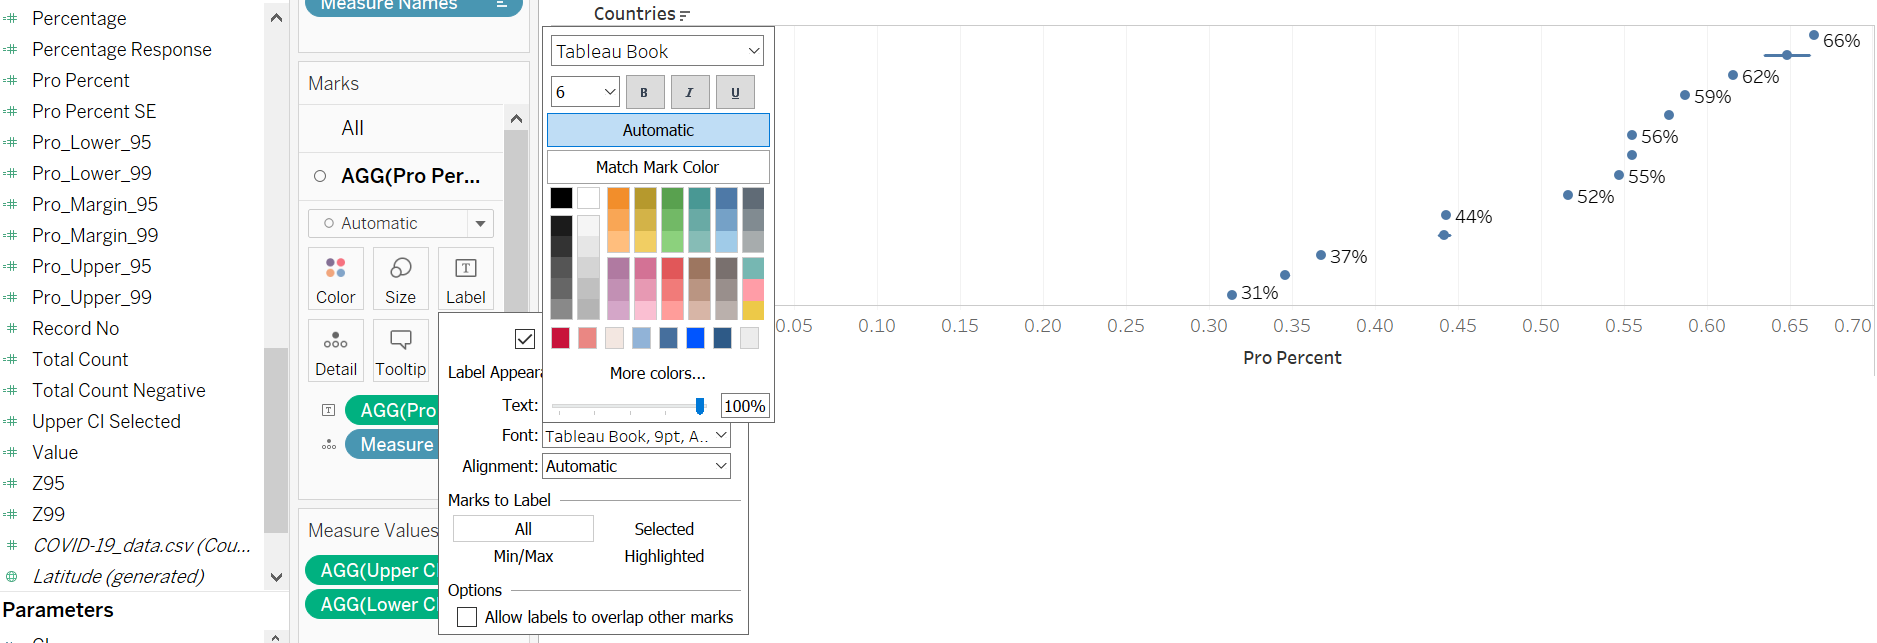 Percentage
Percentage Response
Pro Percent
Pro Percent SE
Pro_Lower_95
Pro_Lower_99
Pro_Margin_95
Pro_Margin_99
Pro_Upper_95
Pro_Upper_99
Record No
Total Count
Total Count Negative
Upper CI Selected
Value
Z95
Z99
COVID-19_data.csv (Cou...
Latitude (generated)
Parameters
Measure Names
Marks
All
AGG(Pro Per...
Automatic
Color
Size
Label
Detail
Tooltip
AGG(Pro
Measure
Measure Values
AGG(Upper C
AGG(Lower C
Label Appear
Text:
100%
Font:
Tableau Book, 9pt, A..
Alignment:
Automatic
Marks to Label
All
Selected
Min/Max
Highlighted
Options
Allow labels to overlap other marks
Tableau Book
6
B
I
U
Automatic
Match Mark Color
More colors...
Countries
66%
62%
59%
56%
55%
52%
44%
37%
31%
0.05 0.10 0.15 0.20 0.25 0.30 0.35 0.40 0.45 0.50 0.55 0.60 0.65 0.70
Pro Percent